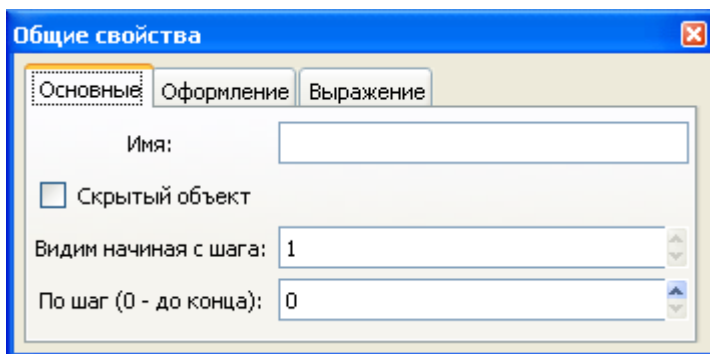 Общие свойства
Основные Оформление Выражение
Имя:
Скрытый объект
Видим начиная с шага: 1
По шаг (0 - до конца): 0